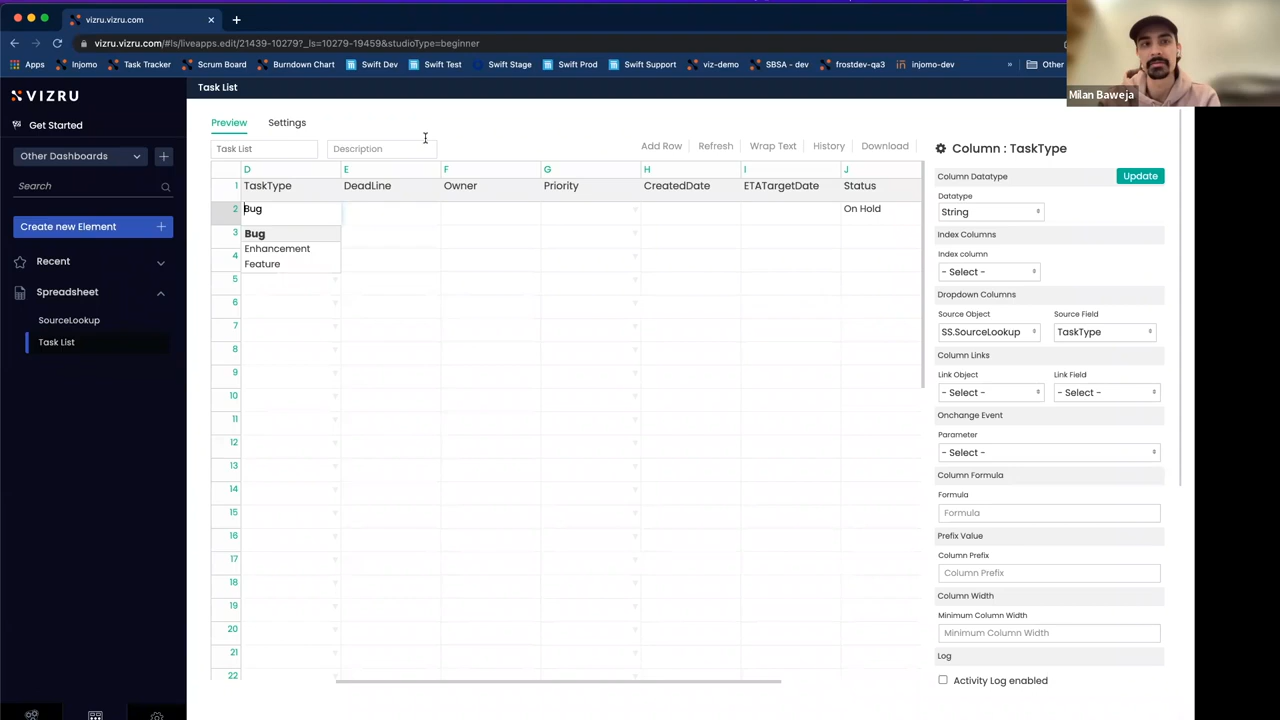 vizru.vizru.com
vizru.vizru.com/#ls/liveapps.edit/21439-10279?_ls=10279-19459&studioType=beginner
Apps Injomo Task Tracker Scrum Board Burndown Chart Swift Dev Swift Test Swift Stage Swift Prod Swift Support viz-demo SBSA - dev frostdev-qa3 injomo-dev » Other
Milan Baweja
VIZRU
Task List
Get Started
Preview Settings
Other Dashboards
Task List Description Add Row Refresh Wrap Text History Download
Column : TaskType
Search
D E F G H I J
Column Datatype Update
1 TaskType DeadLine Owner Priority CreatedDate ETATargetDate Status
Datatype
2 Bug On Hold
String
Create new Element
3 Bug
Index Columns
4 Enhancement
Index column
Recent
Feature
- Select -
5
Spreadsheet
6
Dropdown Columns
SourceLookup
7
Source Object Source Field
Task List
SS.SourceLookup TaskType
8
Column Links
9
Link Object Link Field
10
- Select - - Select -
11
Onchange Event
12
Parameter
- Select -
13
Column Formula
14
Formula
Formula
15
Prefix Value
16
Column Prefix
17
Column Prefix
18
Column Width
19
Minimum Column Width
20
Minimum Column Width
21
Log
22
Activity Log enabled